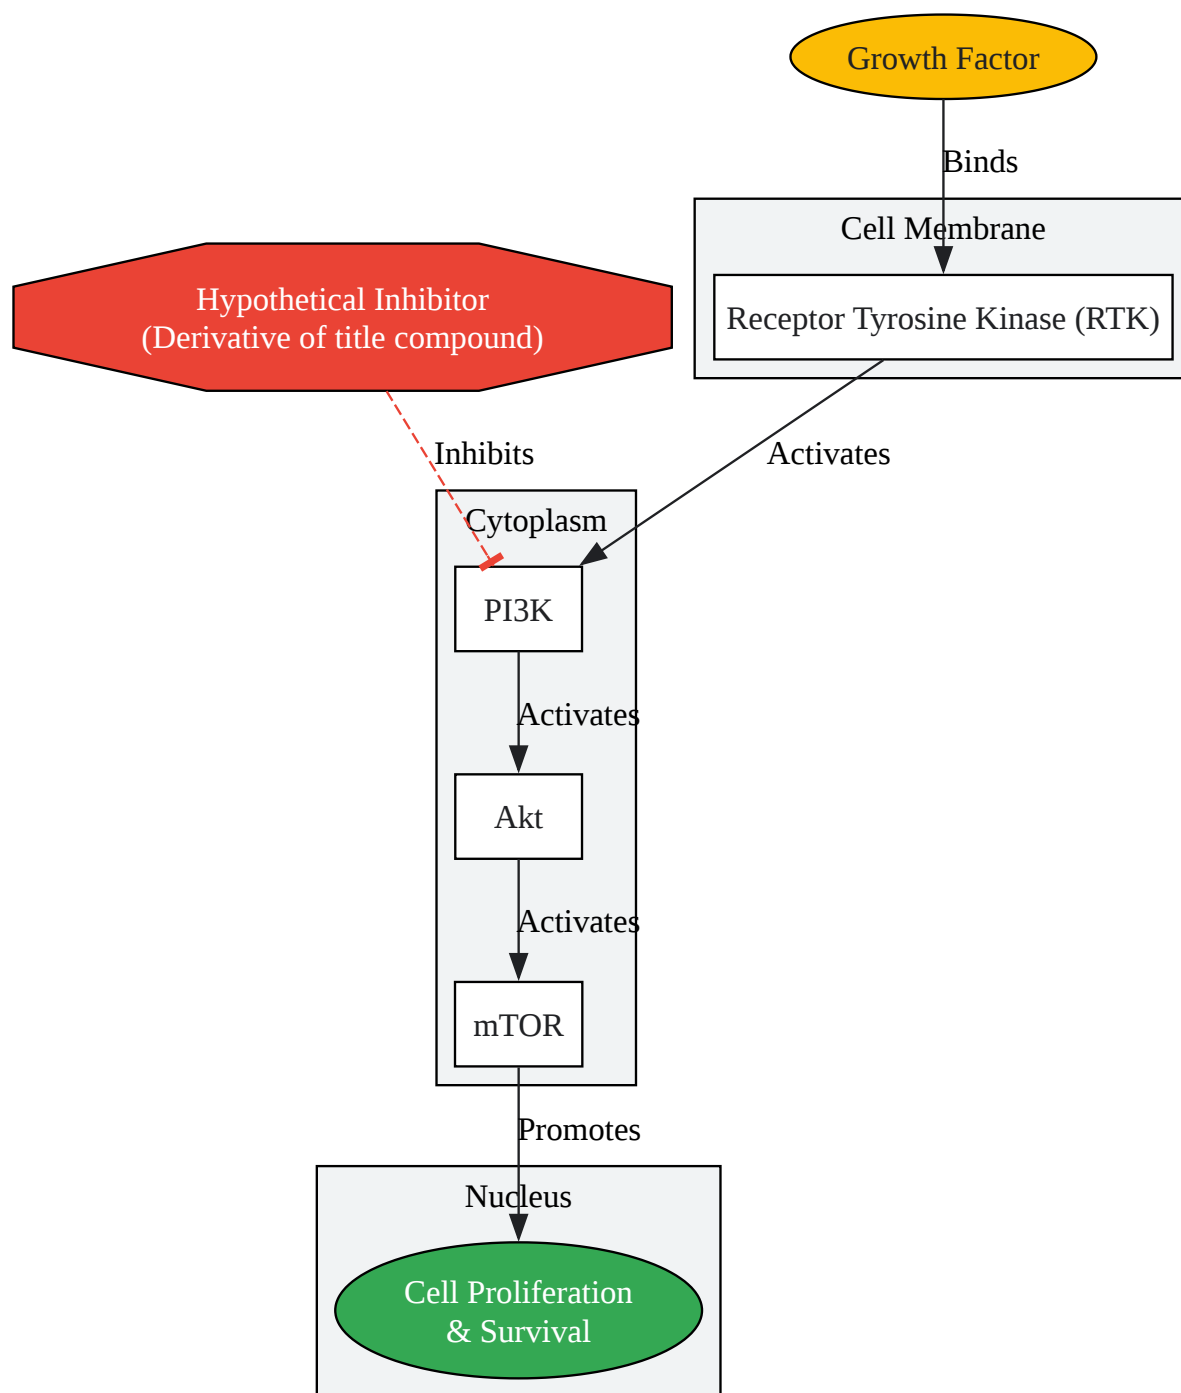 Growth Factor
Binds
Cell Membrane
Receptor Tyrosine Kinase (RTK)
Hypothetical Inhibitor
(Derivative of title compound)
Inhibits
Activates
Cytoplasm
PI3K
Activates
Akt
Activates
mTOR
Promotes
Nucleus
Cell Proliferation
& Survival